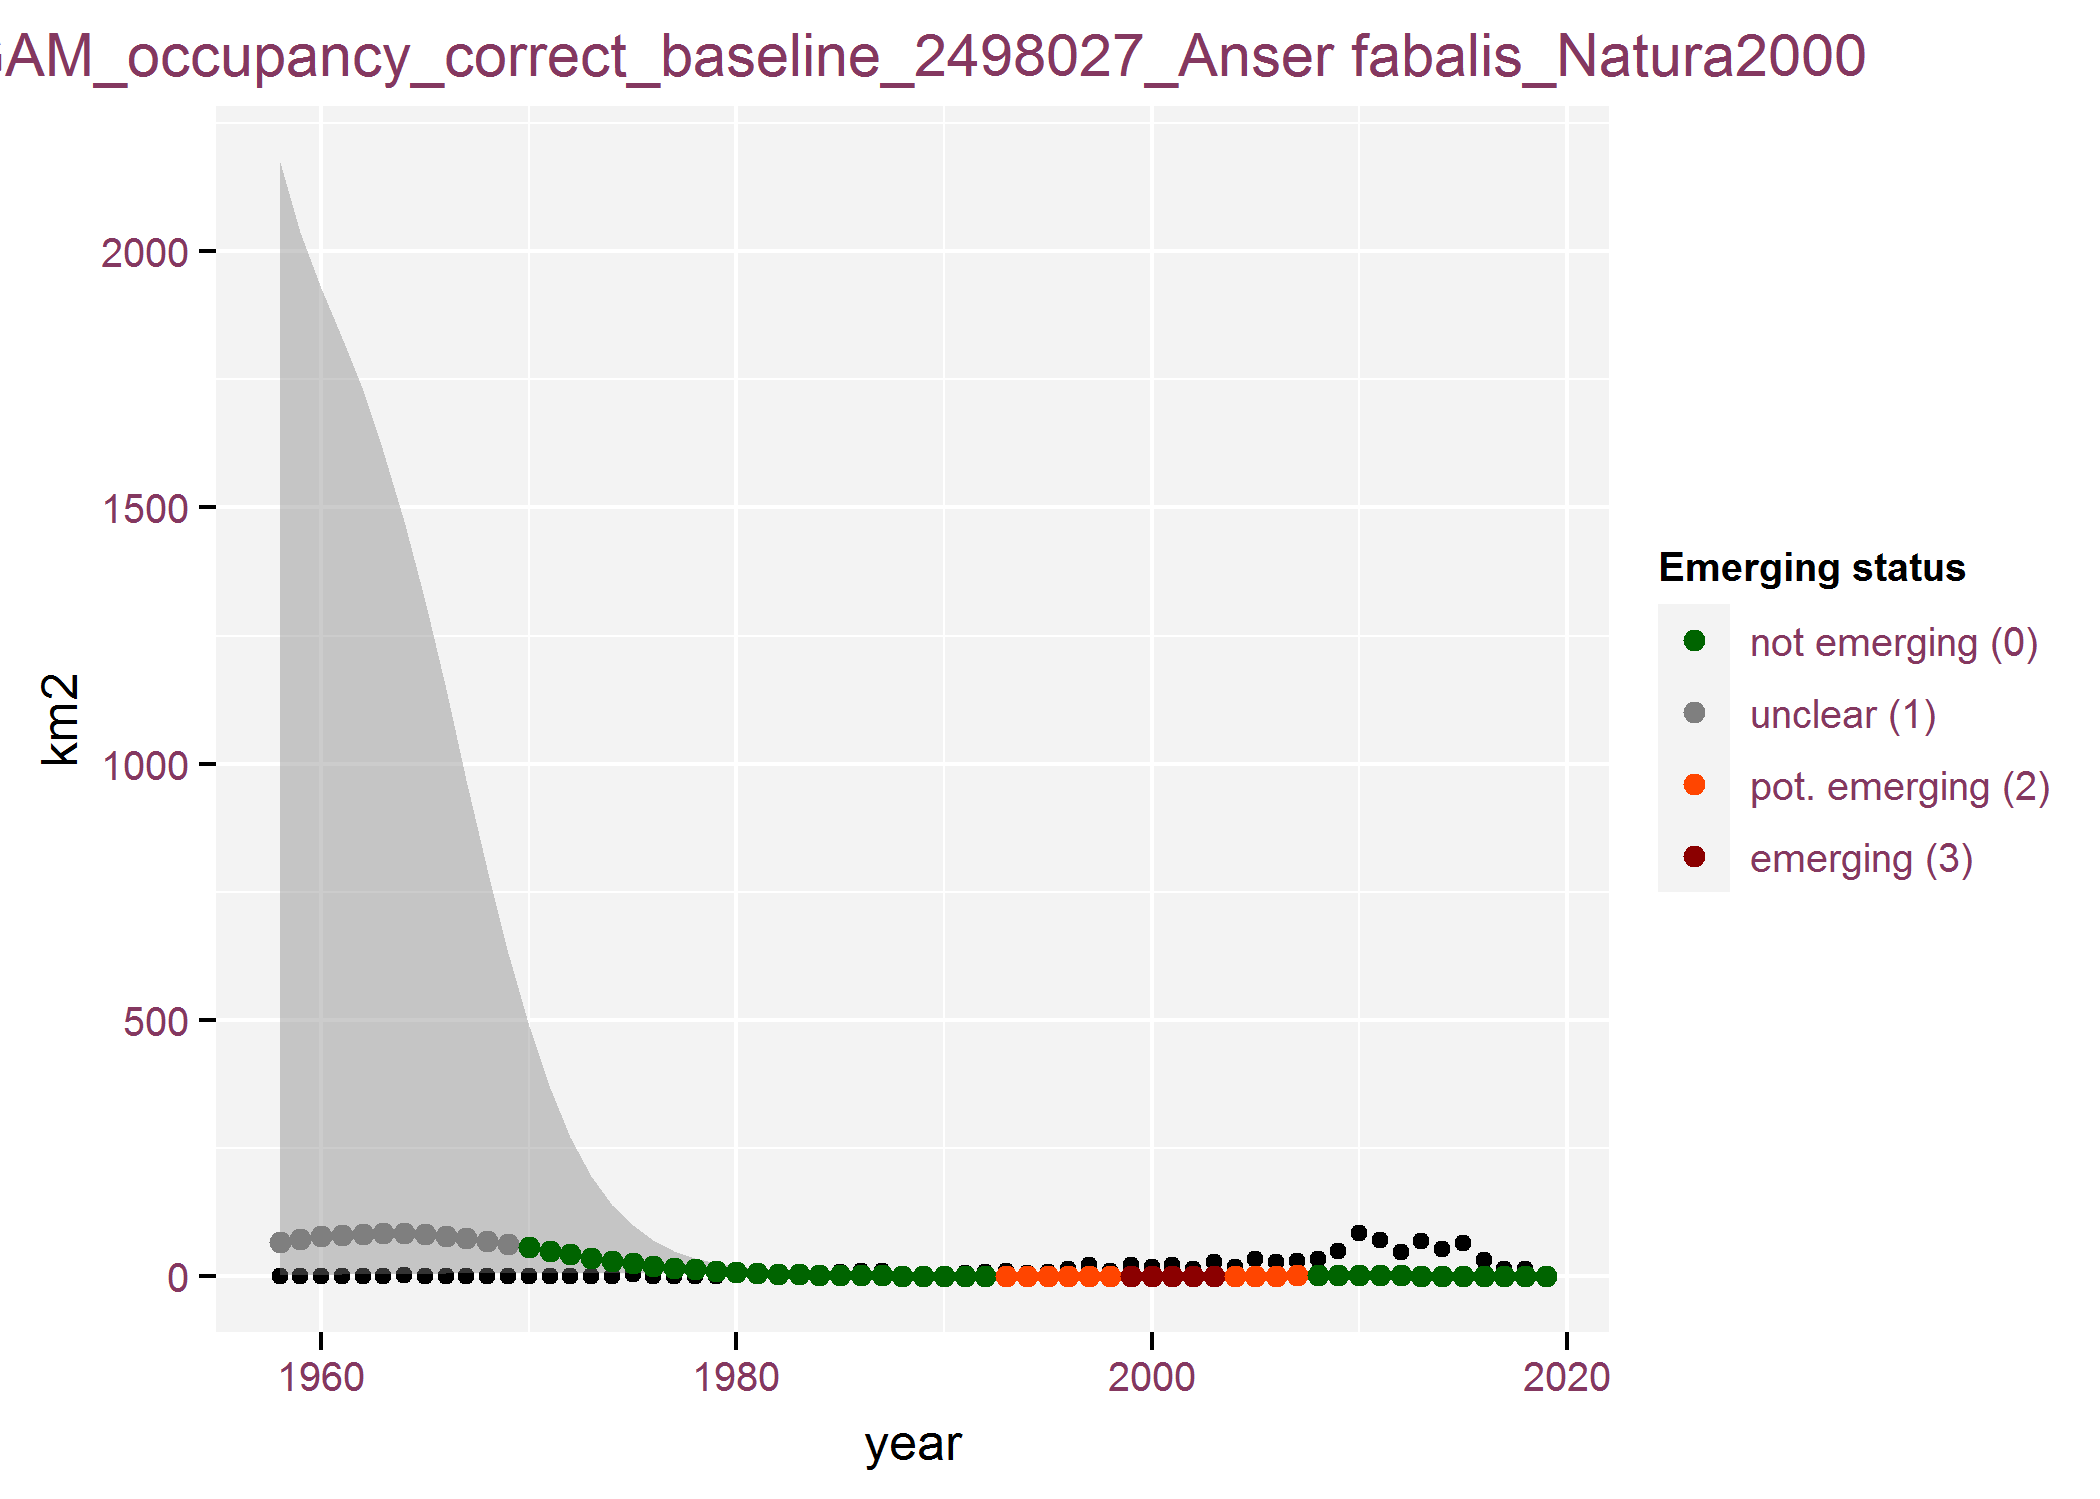 GAM_occupancy_correct_baseline_2498027_Anser fabalis_Natura2000
2000
1500
1000
500
0
km2
1960
1980
2000
2020
year
Emerging status
not emerging (0)
unclear (1)
pot. emerging (2)
emerging (3)